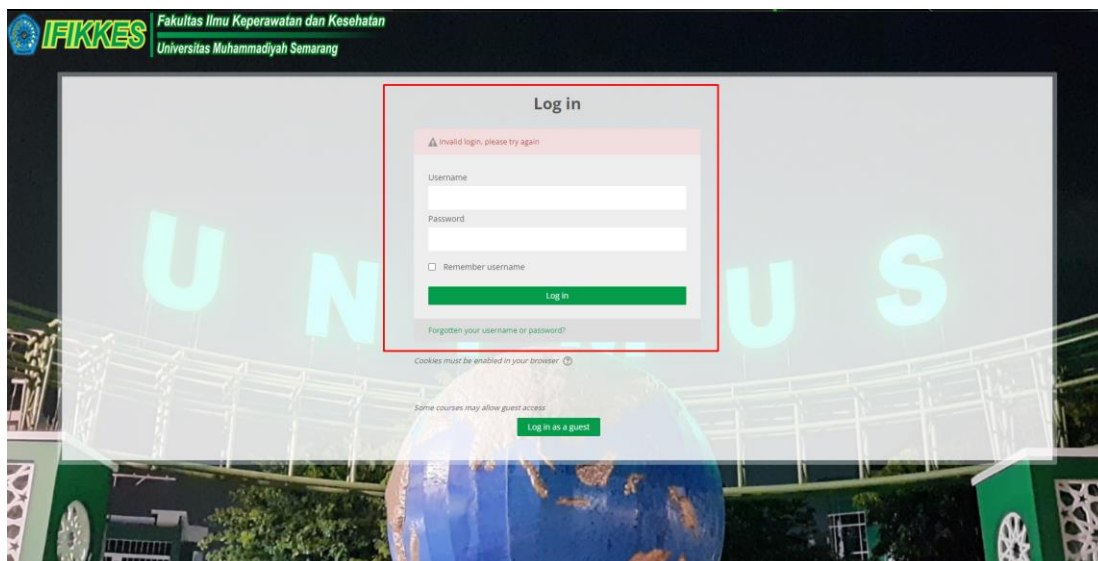 IFIKKES
Fakultas Ilmu Keperawatan dan Kesehatan
Universitas Muhammadiyah Semarang
Log in
Invalid login, please try again
Username
Password
Remember username
Log in
Forgotten your username or password?
Cookies must be enabled in your browser
Some courses may allow guest access
Log in as a guest
U N I M U S